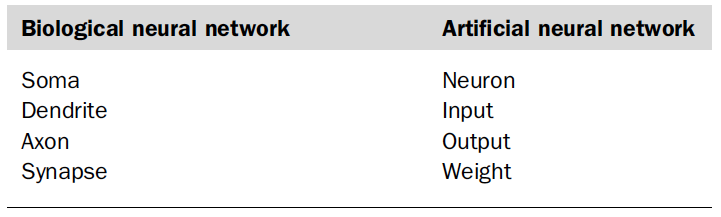 Biological neural network Artificial neural network
Soma Neuron
Dendrite Input
Axon Output
Synapse Weight